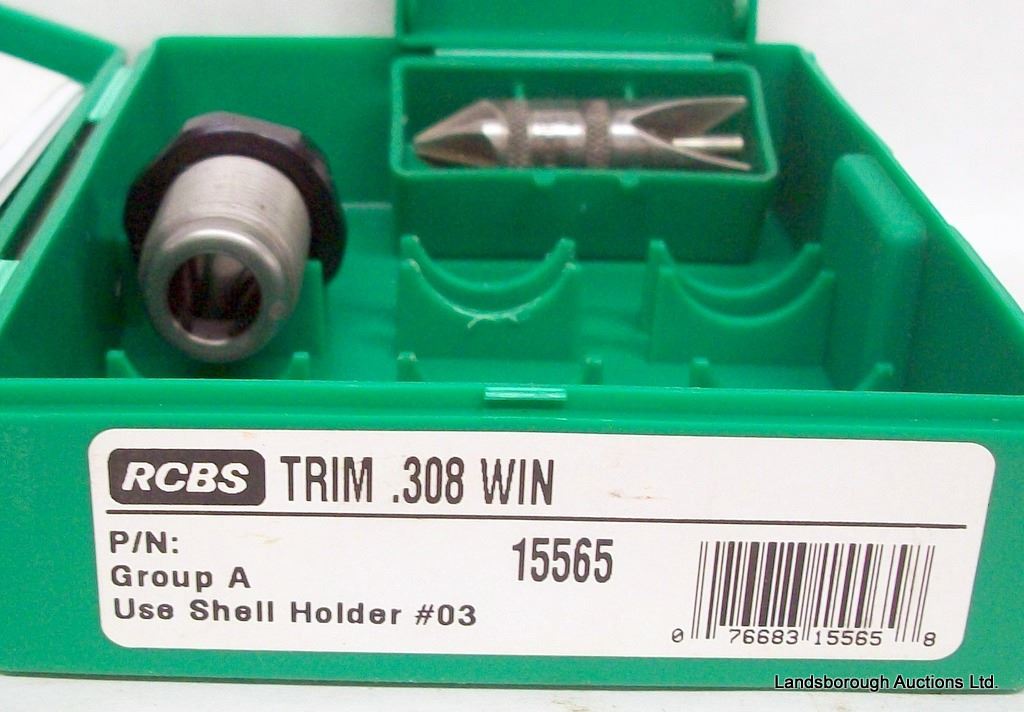 RCBS TRIM .308 WIN
P/N: 15565
Group A
Use Shell Holder #03
0 76683 15565 8
Landsborough Auctions Ltd.